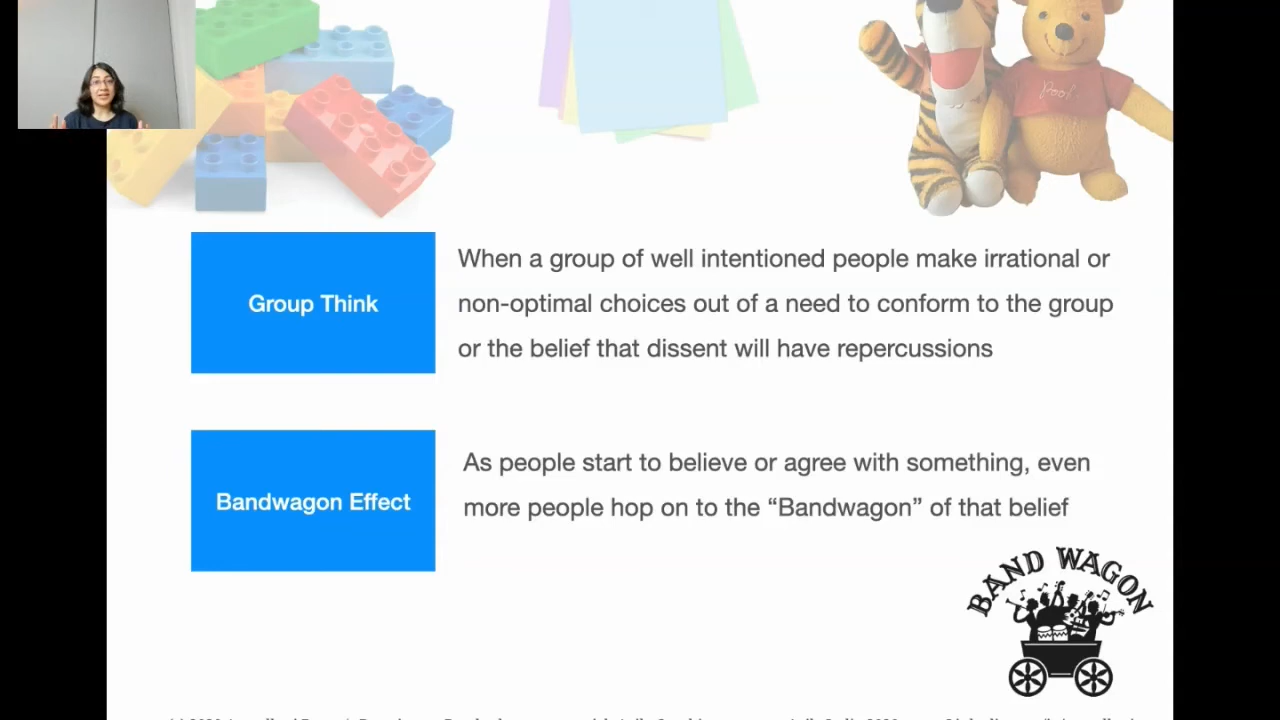 Pooh
Group Think
When a group of well intentioned people make irrational or
non-optimal choices out of a need to conform to the group
or the belief that dissent will have repercussions
Bandwagon Effect
As people start to believe or agree with something, even
more people hop on to the “Bandwagon” of that belief
BAND WAGON